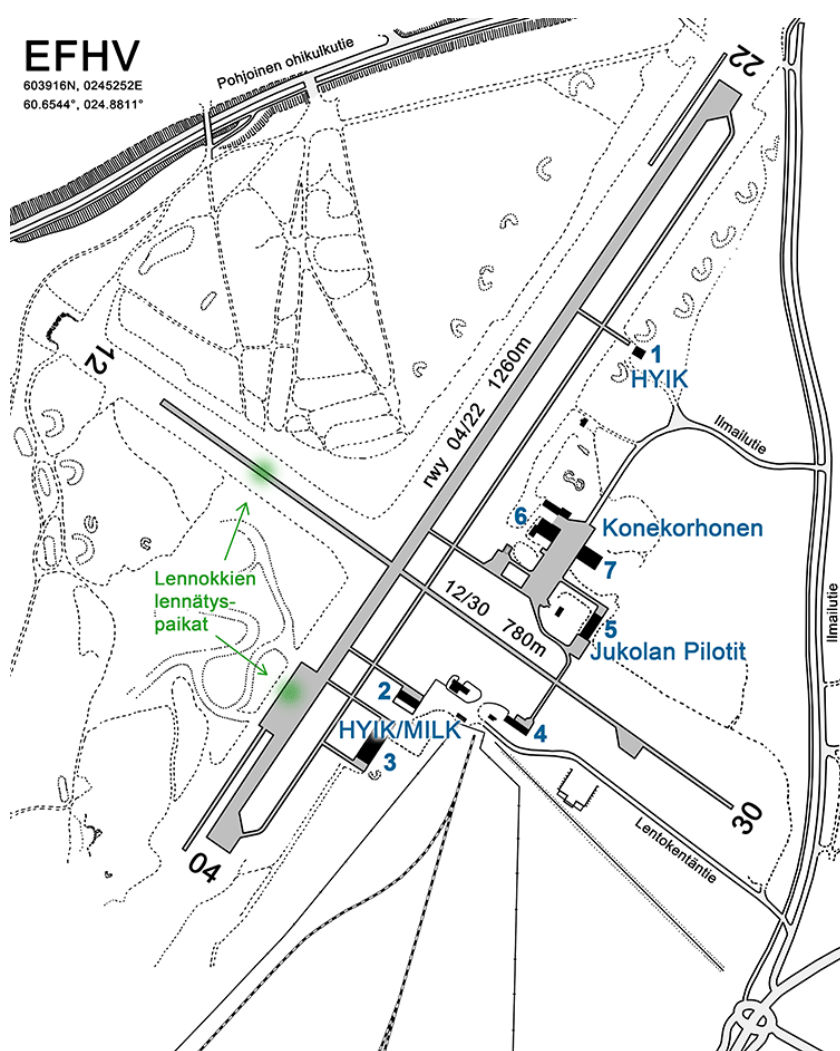 EFHV
603916N, 0245252E
60.6544°, 024.8811°
Pohjoinen ohikulkutie
22
12
rwy 04/22 1260m
1
HYIK
Ilmailutie
6
Konekorhonen
7
Lennokkien
lennätys-
paikat
12/30 780m
5
Jukolan Pilotit
Ilmailutie
2
HYIK/MILK
4
3
30
Lentokentäntie
04